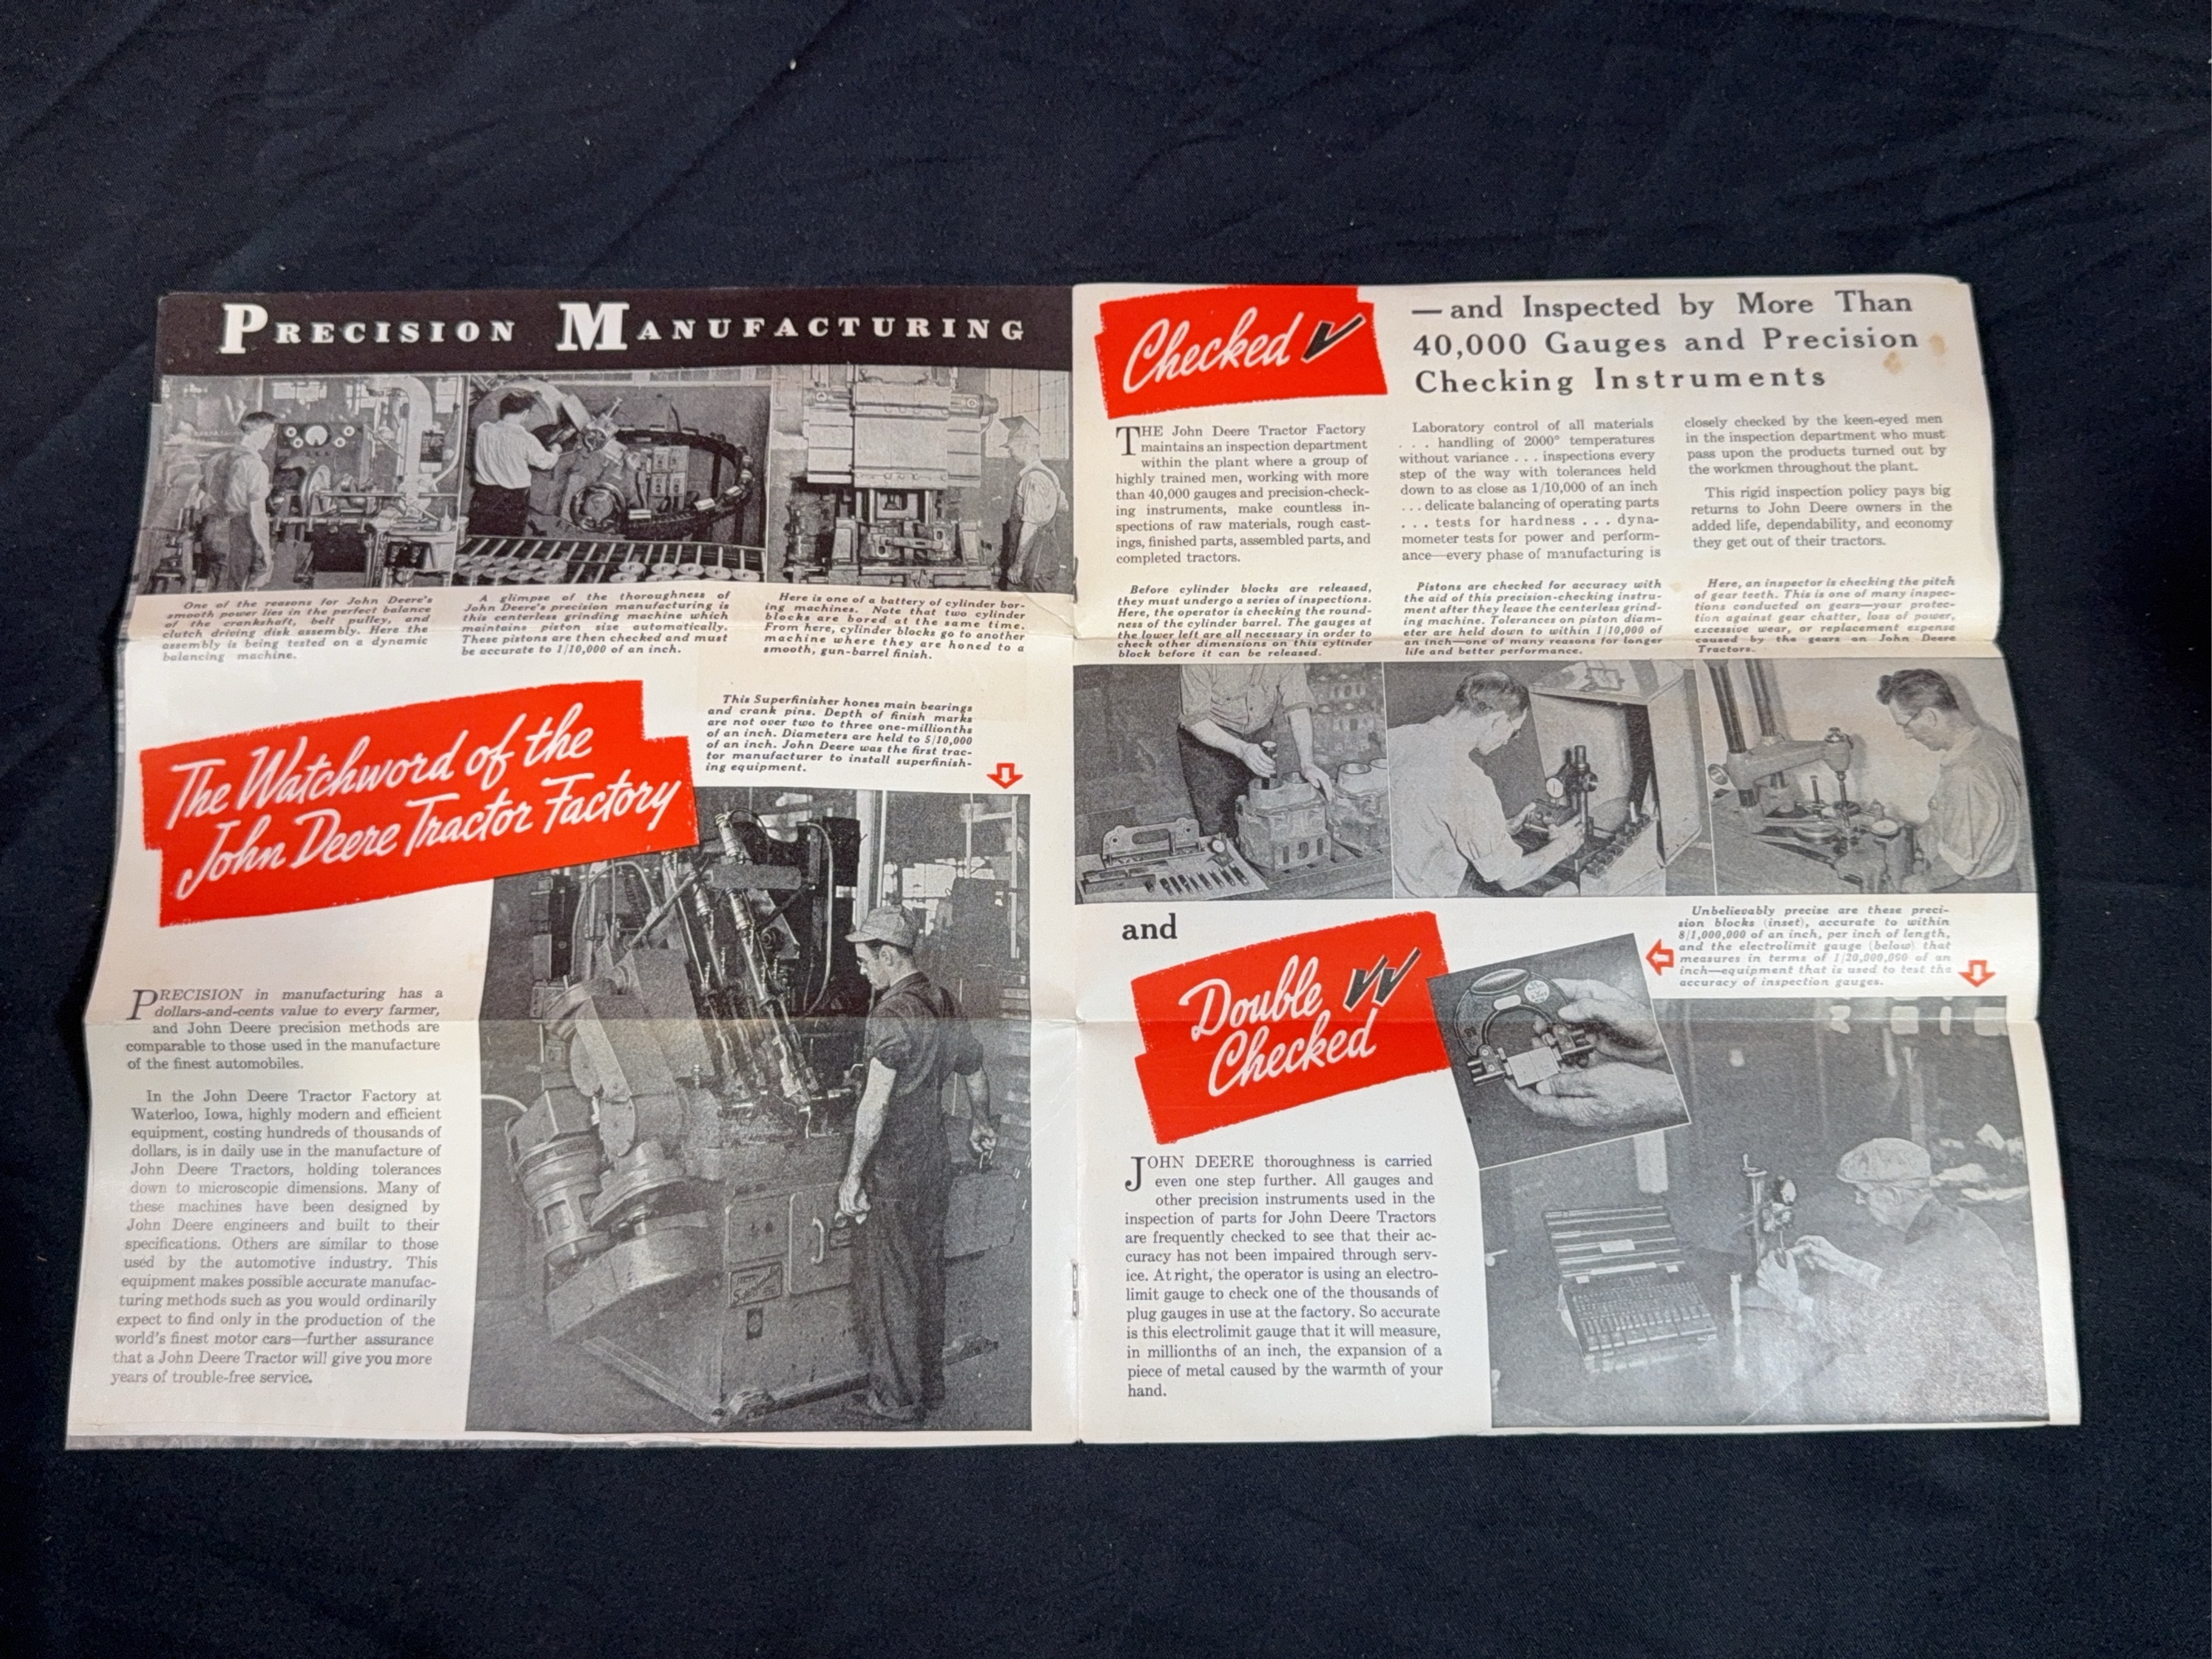 PRECISION MANUFACTURING
One of the reasons for John Deere's
smooth power lies in the perfect balance
of the crankshaft, belt pulley, and
clutch driving disk assembly. Here the
assembly is being tested on a dynamic
balancing machine.
A glimpse of the thoroughness of
John Deere's precision manufacturing is
this centerless grinding machine which
maintains piston size automatically.
These pistons are then checked and must
be accurate to 1/10,000 of an inch.
Here is one of a battery of cylinder bor-
ing machines. Note that two cylinder
blocks are bored at the same time.
From here, cylinder blocks go to another
machine where they are honed to a
smooth, gun-barrel finish.
The Watchword of the
John Deere Tractor Factory
This Superfinisher hones main bearings
and crank pins. Depth of finish marks
are not over two to three one-millionths
of an inch. Diameters are held to 5/10,000
of an inch. John Deere was the first trac-
tor manufacturer to install superfinish-
ing equipment.
PRECISION in manufacturing has a
dollars-and-cents value to every farmer,
and John Deere precision methods are
comparable to those used in the manufacture
of the finest automobiles.
In the John Deere Tractor Factory at
Waterloo, Iowa, highly modern and efficient
equipment, costing hundreds of thousands of
dollars, is in daily use in the manufacture of
John Deere Tractors, holding tolerances
down to microscopic dimensions. Many of
these machines have been designed by
John Deere engineers and built to their
specifications. Others are similar to those
used by the automotive industry. This
equipment makes possible accurate manufac-
turing methods such as you would ordinarily
expect to find only in the production of the
world's finest motor cars—further assurance
that a John Deere Tractor will give you more
years of trouble-free service.
Checked
—and Inspected by More Than
40,000 Gauges and Precision
Checking Instruments
THE John Deere Tractor Factory
maintains an inspection department
within the plant where a group of
highly trained men, working with more
than 40,000 gauges and precision-check-
ing instruments, make countless in-
spections of raw materials, rough cast-
ings, finished parts, assembled parts, and
completed tractors.
Laboratory control of all materials
. . . handling of 2000° temperatures
without variance . . . inspections every
step of the way with tolerances held
down to as close as 1/10,000 of an inch
. . . delicate balancing of operating parts
. . . tests for hardness . . . dyna-
mometer tests for power and perform-
ance—every phase of manufacturing is
closely checked by the keen-eyed men
in the inspection department who must
pass upon the products turned out by
the workmen throughout the plant.
This rigid inspection policy pays big
returns to John Deere owners in the
added life, dependability, and economy
they get out of their tractors.
Before cylinder blocks are released,
they must undergo a series of inspections.
Here, the operator is checking the round-
ness of the cylinder barrel. The gauges at
the lower left are all necessary in order to
check other dimensions on this cylinder
block before it can be released.
Pistons are checked for accuracy with
the aid of this precision-checking instru-
ment after they leave the centerless grind-
ing machine. Tolerances on piston diam-
eter are held down to within 1/10,000 of
an inch—one of many reasons for longer
life and better performance.
Here, an inspector is checking the pitch
of gear teeth. This is one of many inspec-
tions conducted on gears—your protec-
tion against gear chatter, loss of power,
excessive wear, or replacement expense
caused by the gears on John Deere
Tractors.
and
Double
Checked
Unbelievably precise are these preci-
sion blocks (inset), accurate to within
8/1,000,000 of an inch, per inch of length,
and the electrolimit gauge (below) that
measures in terms of 1/20,000,000 of an
inch—equipment that is used to test the
accuracy of inspection gauges.
JOHN DEERE thoroughness is carried
even one step further. All gauges and
other precision instruments used in the
inspection of parts for John Deere Tractors
are frequently checked to see that their ac-
curacy has not been impaired through serv-
ice. At right, the operator is using an electro-
limit gauge to check one of the thousands of
plug gauges in use at the factory. So accurate
is this electrolimit gauge that it will measure,
in millionths of an inch, the expansion of a
piece of metal caused by the warmth of your
hand.